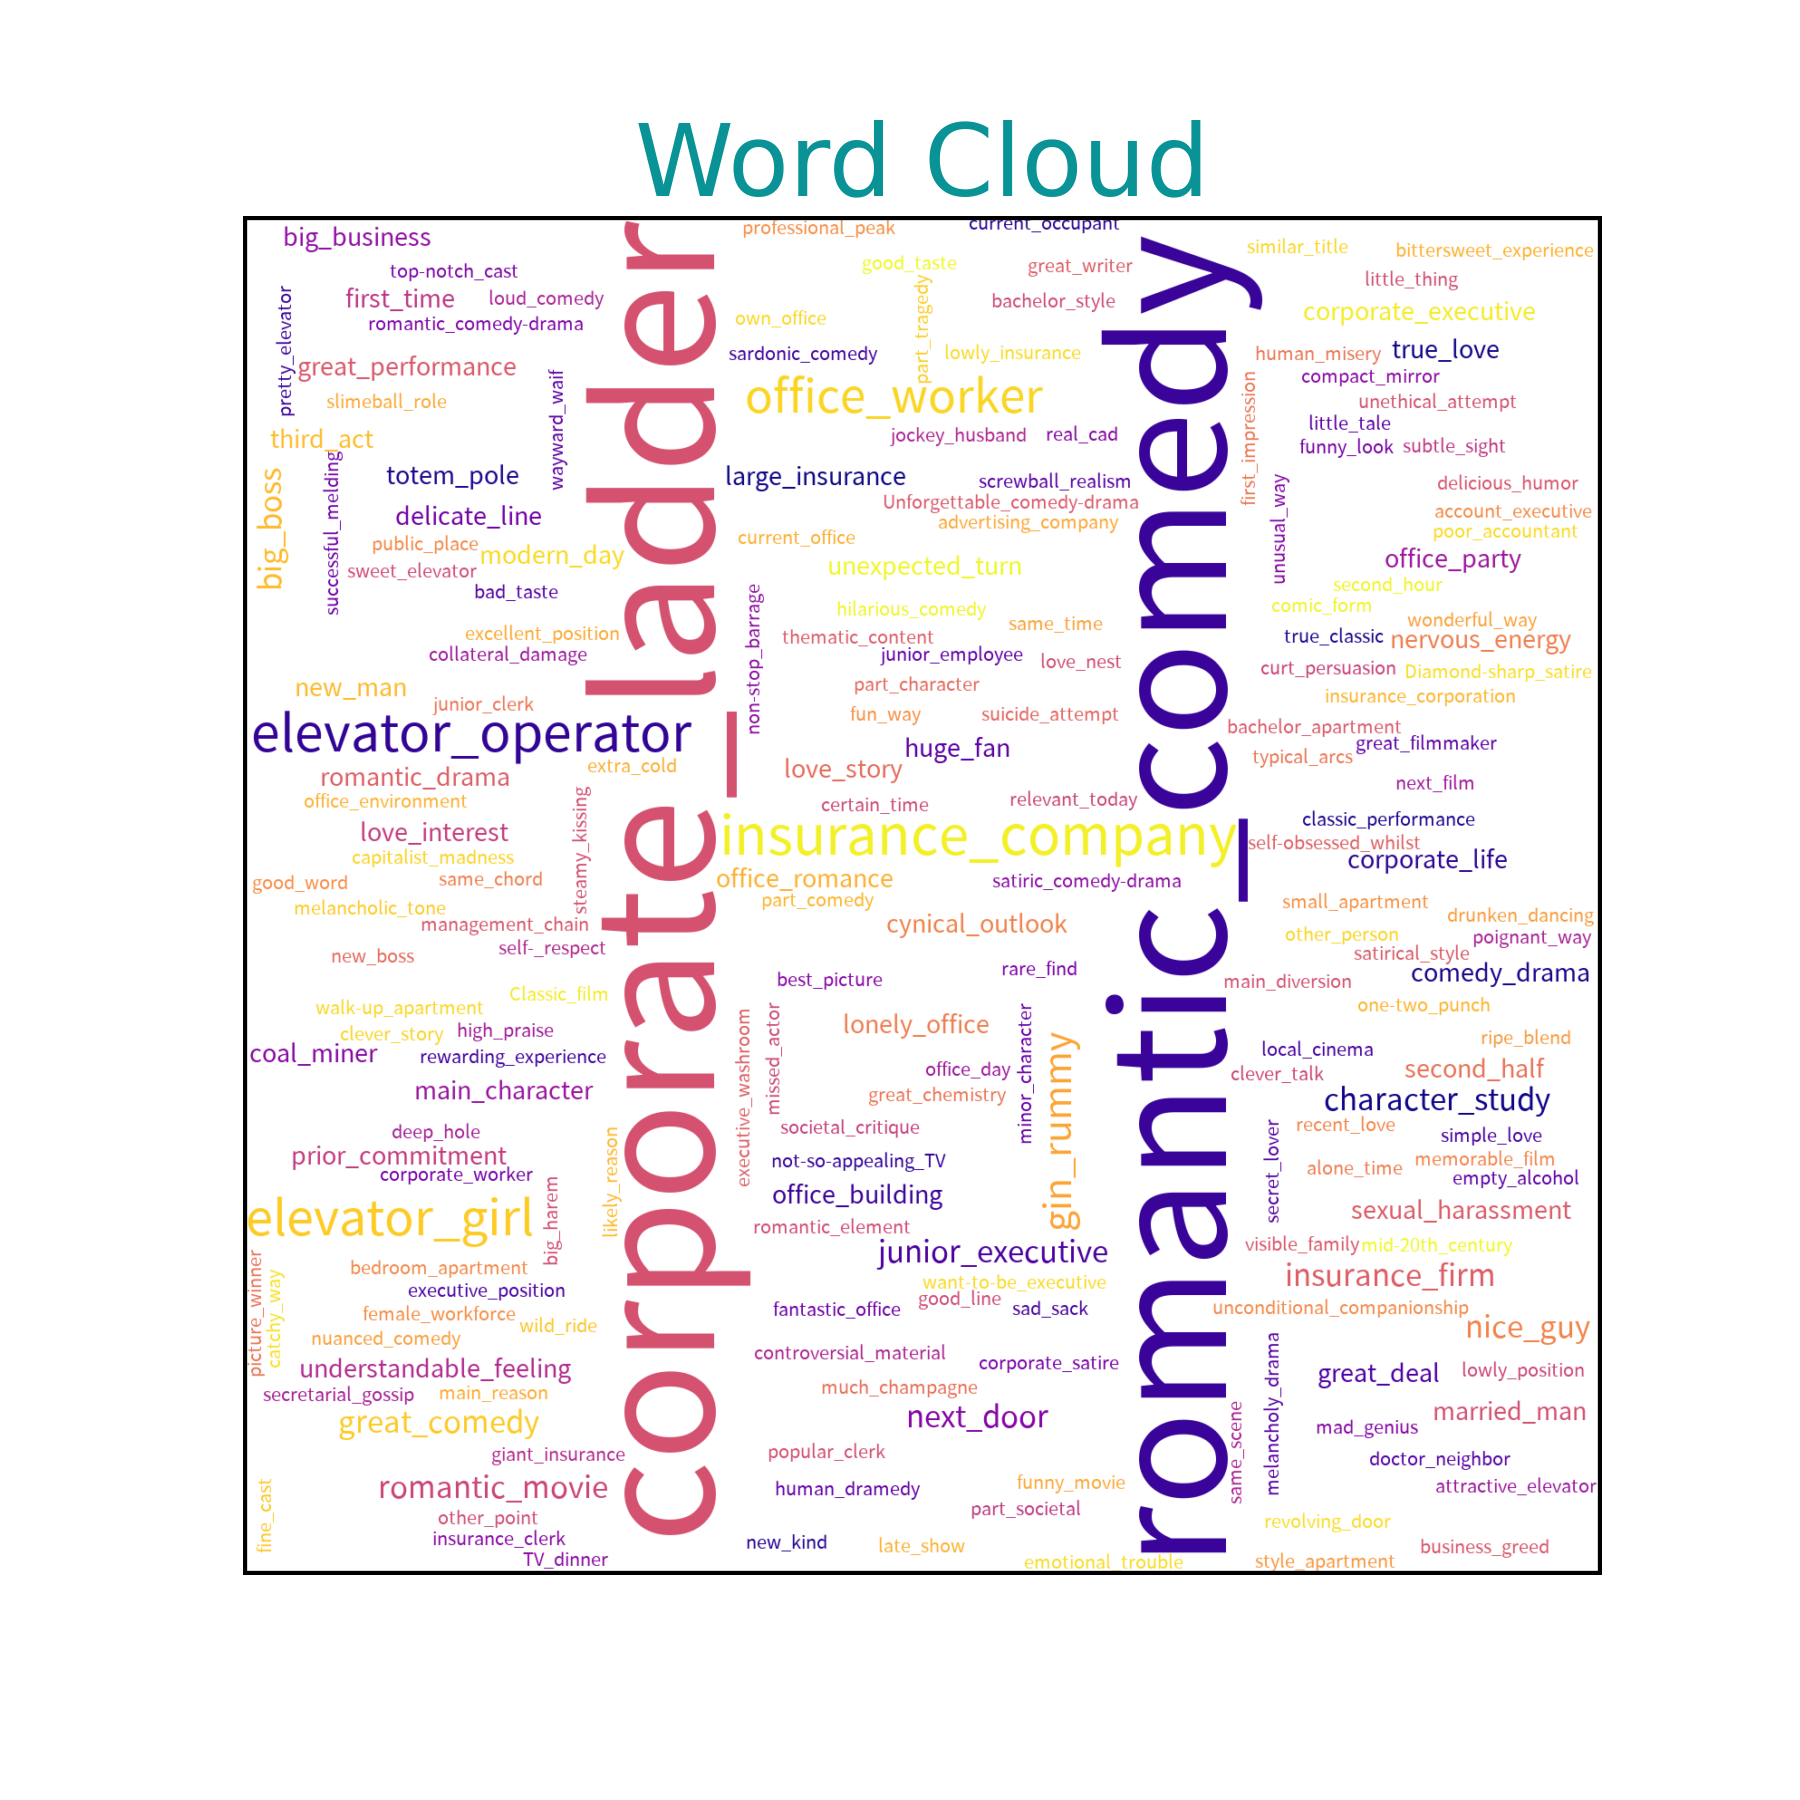 Word Cloud
professional_peak
current_occupant
big_business
similar_title
bittersweet_experience
good_taste
great_writer
top-notch_cast
little_thing
first_time
loud_comedy
bachelor_style
part_tragedy
corporate_executive
own_office
romantic_comedy-drama
pretty_elevator
sardonic_comedy
lowly_insurance
human_misery
true_love
great_performance
compact_mirror
wayward_waif
office_worker
slimeball_role
unethical_attempt
first_impression
little_tale
third_act
jockey_husband
real_cad
funny_look
subtle_sight
corporate_ladder
romantic_comedy
big_boss
successful_melding
totem_pole
large_insurance
screwball_realism
delicious_humor
Unforgettable_comedy-drama
unusual_way
delicate_line
advertising_company
account_executive
poor_accountant
current_office
public_place
modern_day
office_party
sweet_elevator
unexpected_turn
second_hour
bad_taste
non-stop_barrage
hilarious_comedy
comic_form
same_time
wonderful_way
excellent_position
thematic_content
true_classic
nervous_energy
collateral_damage
junior_employee
love_nest
curt_persuasion
Diamond-sharp_satire
new_man
part_character
insurance_corporation
junior_clerk
fun_way
suicide_attempt
bachelor_apartment
elevator_operator
huge_fan
great_filmmaker
extra_cold
love_story
typical_arcs
romantic_drama
next_film
office_environment
certain_time
relevant_today
steamy_kissing
love_interest
insurance_company
classic_performance
self-obsessed_whilst
capitalist_madness
corporate_life
good_word
same_chord
office_romance
satiric_comedy-drama
part_comedy
small_apartment
melancholic_tone
management_chain
cynical_outlook
drunken_dancing
other_person
poignant_way
self-_respect
new_boss
satirical_style
best_picture
rare_find
main_diversion
comedy_drama
Classic_film
walk-up_apartment
one-two_punch
clever_story
high_praise
executive_washroom
missed_actor
lonely_office
minor_character
gin_rummy
ripe_blend
coal_miner
rewarding_experience
local_cinema
office_day
clever_talk
second_half
main_character
great_chemistry
character_study
deep_hole
societal_critique
secret_lover
recent_love
simple_love
prior_commitment
likely_reason
not-so-appealing_TV
alone_time
memorable_film
corporate_worker
empty_alcohol
big_harem
office_building
elevator_girl
romantic_element
sexual_harassment
junior_executive
visible_family
mid-20th_century
picture_winner
catchy_way
bedroom_apartment
want-to-be_executive
insurance_firm
executive_position
good_line
fantastic_office
sad_sack
unconditional_companionship
female_workforce
wild_ride
nice_guy
nuanced_comedy
controversial_material
corporate_satire
melancholy_drama
understandable_feeling
great_deal
lowly_position
secretarial_gossip
main_reason
much_champagne
great_comedy
next_door
same_scene
married_man
mad_genius
giant_insurance
popular_clerk
doctor_neighbor
romantic_movie
human_dramedy
funny_movie
attractive_elevator
fine_cast
other_point
part_societal
revolving_door
insurance_clerk
new_kind
late_show
business_greed
TV_dinner
emotional_trouble
style_apartment